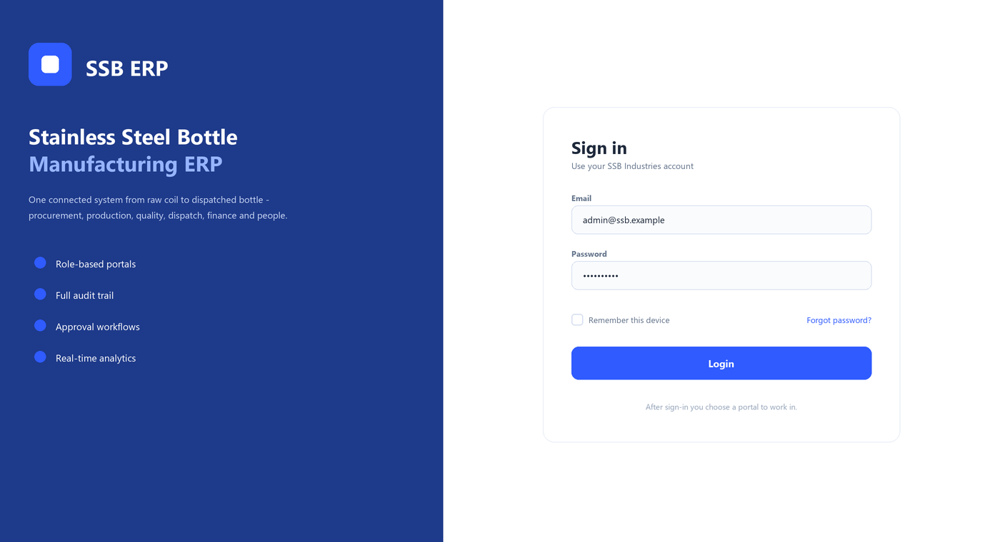 SSB ERP
Stainless Steel Bottle
Manufacturing ERP
One connected system from raw coil to dispatched bottle -
procurement, production, quality, dispatch, finance and people.
Role-based portals
Full audit trail
Approval workflows
Real-time analytics
Sign in
Use your SSB Industries account
Email
admin@ssb.example
Password
••••••••••
Remember this device
Forgot password?
Login
After sign-in you choose a portal to work in.